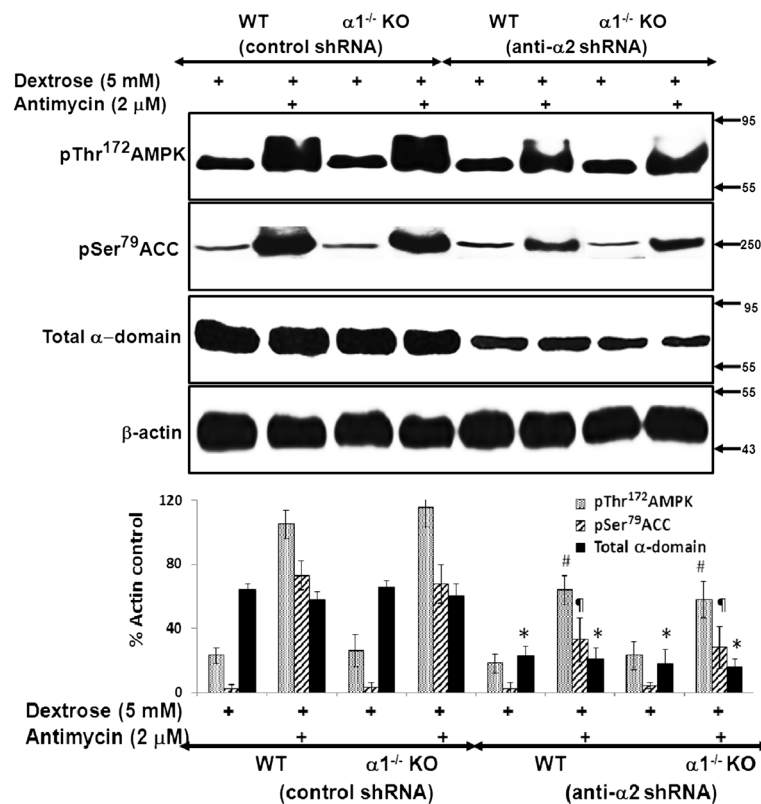 WT α1⁻/⁻ KO WT α1⁻/⁻ KO
(control shRNA) (anti-α2 shRNA)
Dextrose (5 mM) + + + + + + + +
Antimycin (2 μM) + + + +
95
pThr¹⁷²AMPK
55
pSer⁷⁹ACC
250
95
Total α–domain
55
55
β-actin
43
120
pThr¹⁷²AMPK
pSer⁷⁹ACC
Total α-domain
80
40
0
% Actin control
# ¶ #  ¶
* * * *
Dextrose (5 mM) + + + + + + + +
Antimycin (2 μM) + + + +
WT α1⁻/⁻ KO WT α1⁻/⁻ KO
(control shRNA) (anti-α2 shRNA)